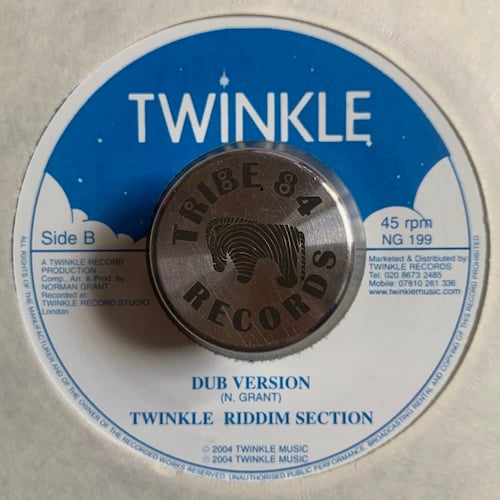 TWINKLE
TRIBE 84
RECORDS
Side B
45 rpm
NG 199
A TWINKLE RECORD
PRODUCTION
Comp., Arr., & Prod. by
NORMAN GRANT
Recorded at
TWINKLE RECORD STUDIO
London
Marketed & Distributed by:
TWINKLE RECORDS
Tel: 020 8673 2485
Mobile: 07810 261 336
www.twinklemusic.com
DUB VERSION
(N. GRANT)
TWINKLE RIDDIM SECTION
© 2004 TWINKLE MUSIC
℗ 2004 TWINKLE MUSIC
ALL RIGHTS OF THE MANUFACTURER AND OF THE OWNER OF THE RECORDED WORKS RESERVED. UNAUTHORISED PUBLIC PERFORMANCE, BROADCASTING RENTAL AND COPYING OF THIS RECORD PROHIBITED